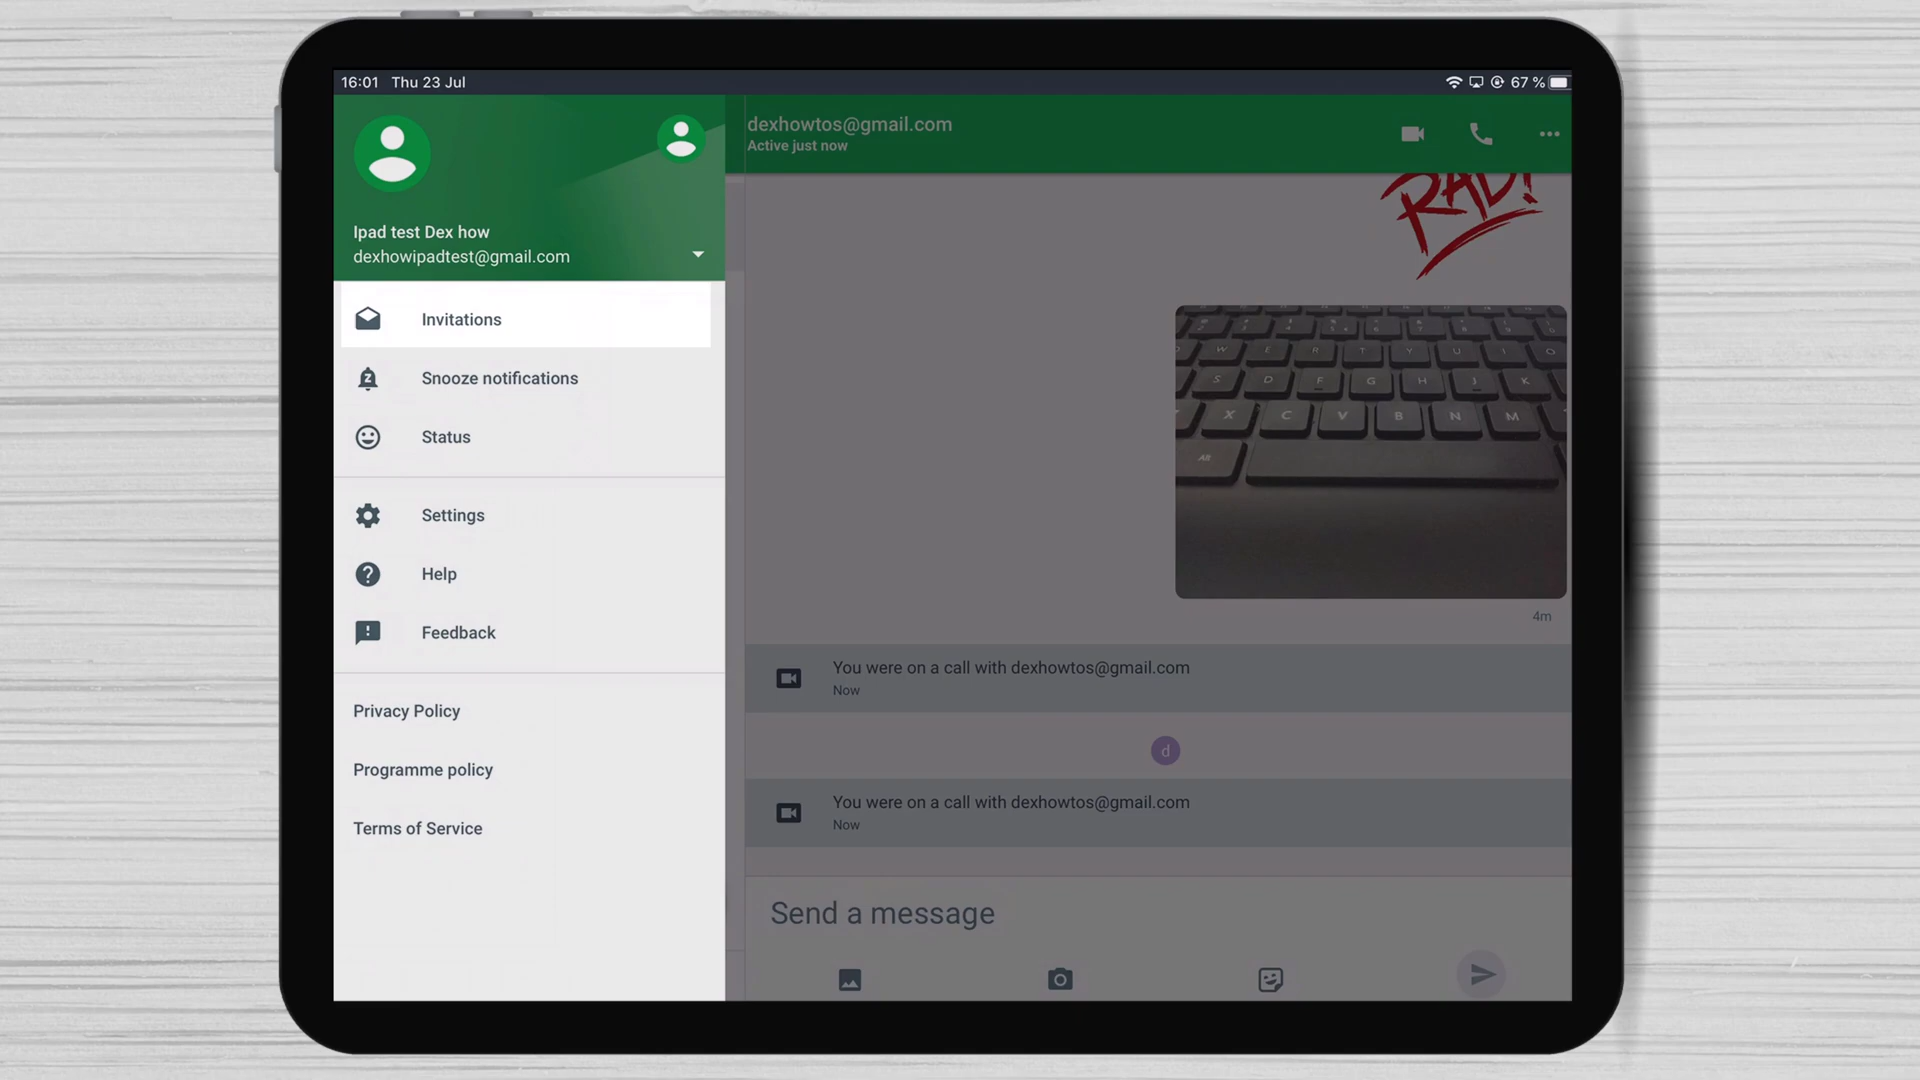 16:01 Thu 23 Jul
67 %
Ipad test Dex how
dexhowipadtest@gmail.com
Invitations
Snooze notifications
Status
Settings
Help
Feedback
Privacy Policy
Programme policy
Terms of Service
dexhowtos@gmail.com
Active just now
RAD!
W E R T Y U I O
S D F G H J K
X C V B N M
Alt
4m
You were on a call with dexhowtos@gmail.com
Now
d
You were on a call with dexhowtos@gmail.com
Now
Send a message